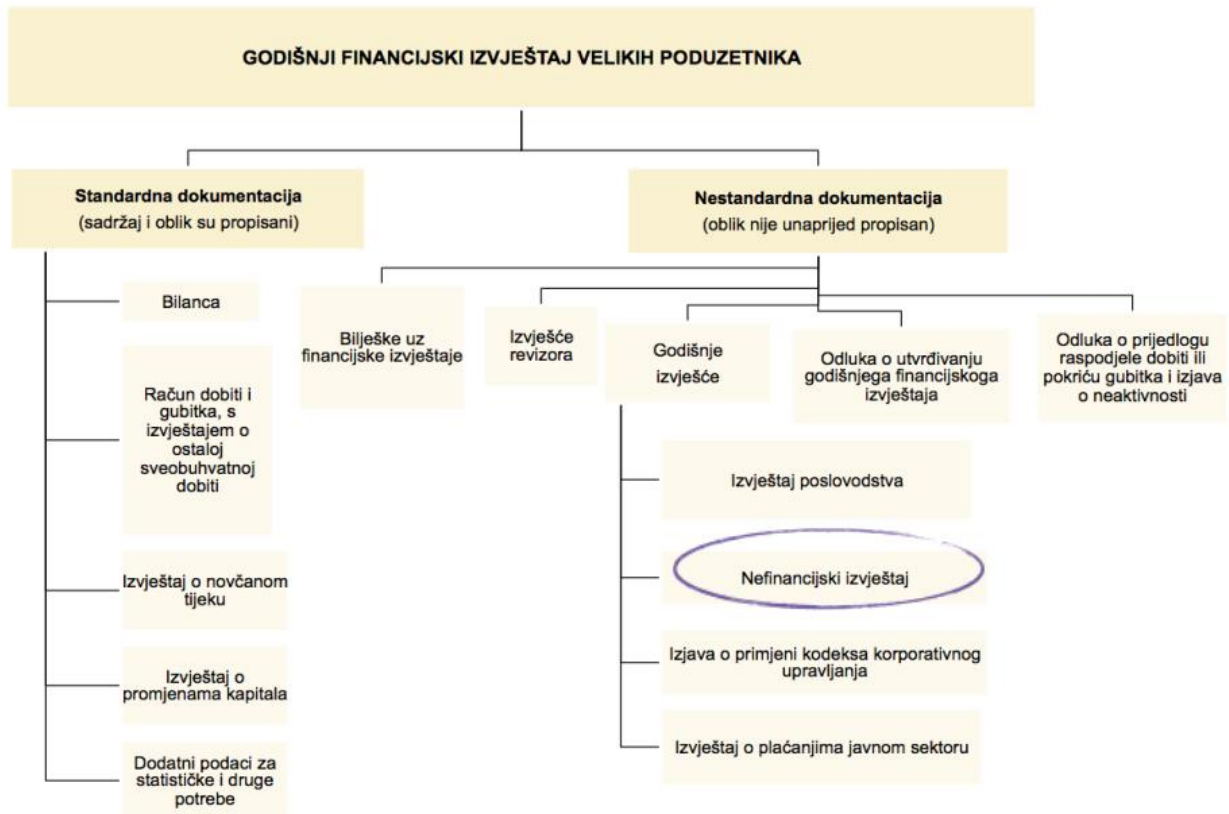 GODIŠNJI FINANCIJSKI IZVJEŠTAJ VELIKIH PODUZETNIKA
Standardna dokumentacija
(sadržaj i oblik su propisani)
Nestandardna dokumentacija
(oblik nije unaprijed propisan)
Bilanca
Račun dobiti i
gubitka, s
izvještajem o
ostaloj
sveobuhvatnoj
dobiti
Izvještaj o novčanom
tijeku
Izvještaj o
promjenama kapitala
Dodatni podaci za
statističke i druge
potrebe
Bilješke uz
financijske izvještaje
Izvješće
revizora
Godišnje
izvješće
Odluka o utvrđivanju
godišnjega financijskoga
izvještaja
Odluka o prijedlogu
raspodjele dobiti ili
pokriću gubitka i izjava
o neaktivnosti
Izvještaj poslovodstva
Nefinancijski izvještaj
Izjava o primjeni kodeksa korporativnog
upravljanja
Izvještaj o plaćanjima javnom sektoru